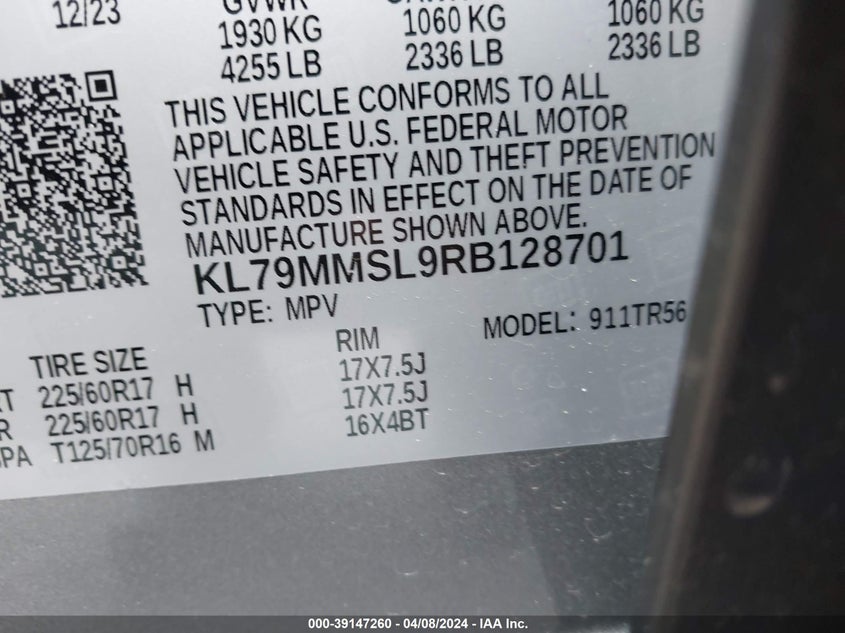 12/23
GVWR
1930 KG 1060 KG 1060 KG
4255 LB 2336 LB 2336 LB
THIS VEHICLE CONFORMS TO ALL
APPLICABLE U.S. FEDERAL MOTOR
VEHICLE SAFETY AND THEFT PREVENTION
STANDARDS IN EFFECT ON THE DATE OF
MANUFACTURE SHOWN ABOVE.
KL79MMSL9RB128701
TYPE: MPV MODEL: 911TR56
TIRE SIZE RIM
225/60R17 H 17X7.5J
225/60R17 H 17X7.5J
SPA T125/70R16 M 16X4BT
000-39147260 - 04/08/2024 - IAA Inc.